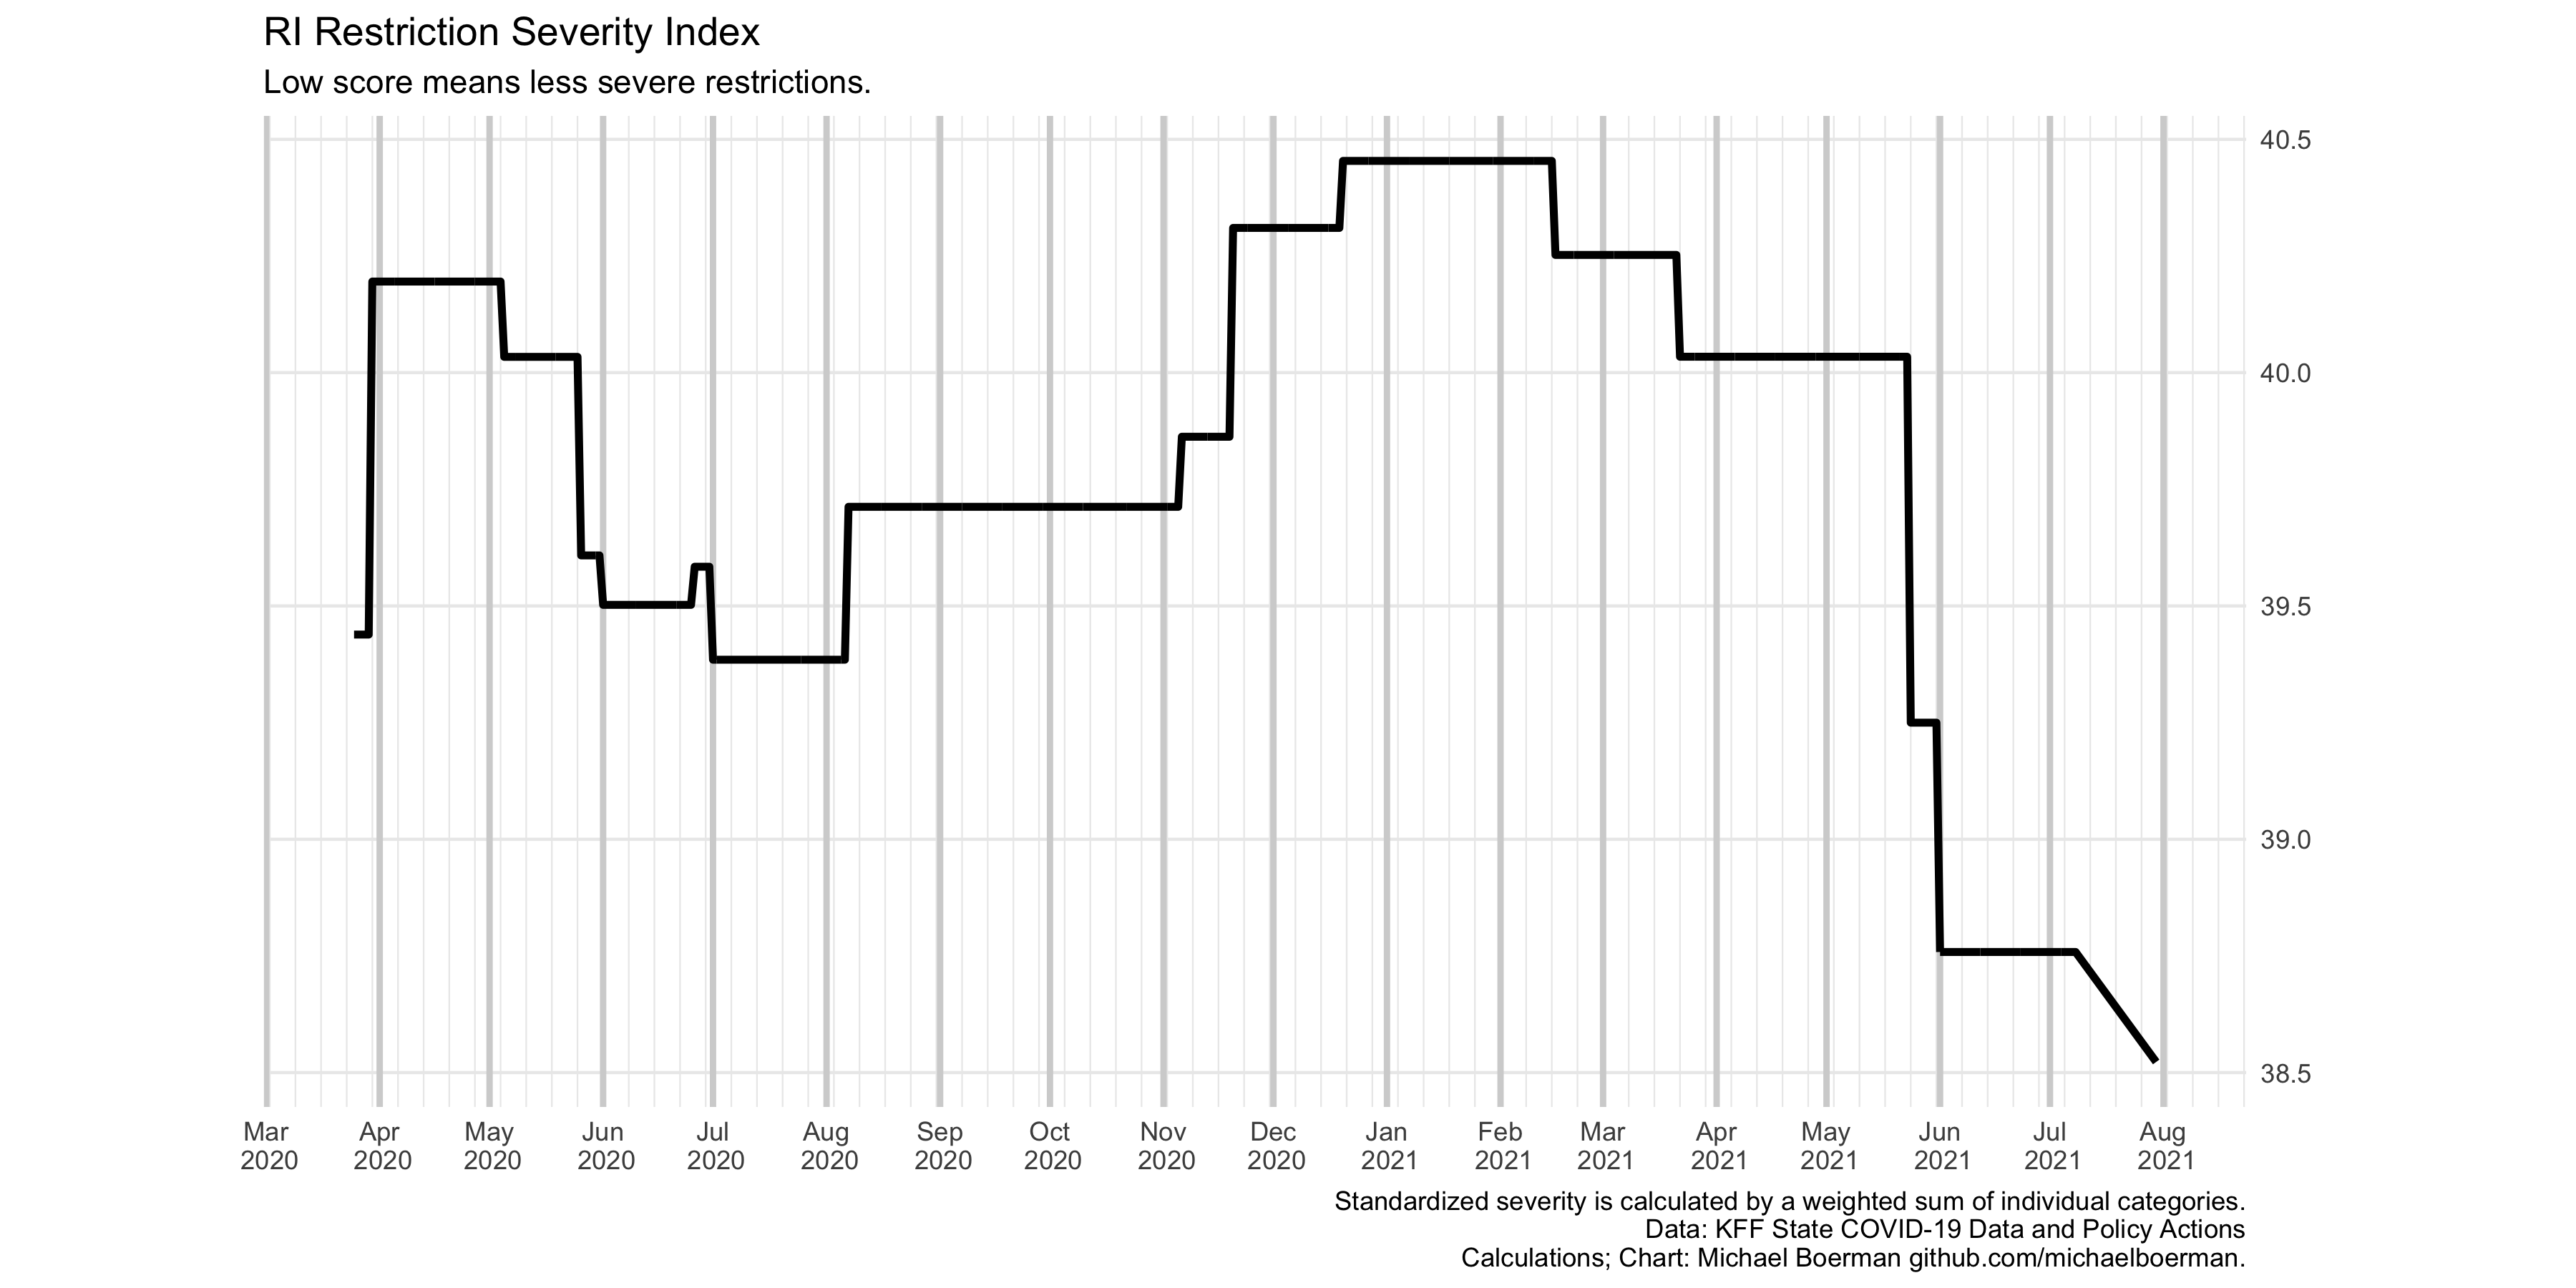 RI Restriction Severity Index
Low score means less severe restrictions.
40.5
40.0
39.5
39.0
38.5
Mar Apr May Jun Jul Aug Sep Oct Nov Dec Jan Feb Mar Apr May Jun Jul Aug
2020 2020 2020 2020 2020 2020 2020 2020 2020 2020 2021 2021 2021 2021 2021 2021 2021 2021
Standardized severity is calculated by a weighted sum of individual categories.
Data: KFF State COVID-19 Data and Policy Actions
Calculations; Chart: Michael Boerman github.com/michaelboerman.